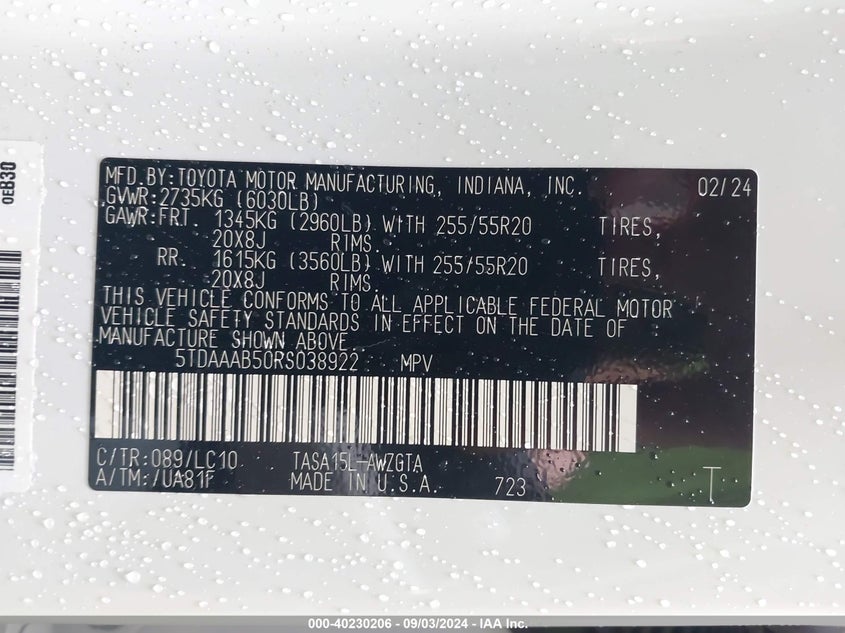 0EB30
MFD.BY:TOYOTA MOTOR MANUFACTURING, INDIANA, INC. 02/24
GVWR:2735KG (6030LB)
GAWR:FRT. 1345KG (2960LB) WITH 255/55R20 TIRES,
20X8J RIMS,
RR. 1615KG (3560LB) WITH 255/55R20 TIRES,
20X8J RIMS.
THIS VEHICLE CONFORMS TO ALL APPLICABLE FEDERAL MOTOR
VEHICLE SAFETY STANDARDS IN EFFECT ON THE DATE OF
MANUFACTURE SHOWN ABOVE.
5TDAAAB50RS038922 MPV
C/TR:089/LC10 TASA15L-AWZGTA
A/TM:/UA81F MADE IN U.S.A. 723 T
000-40230206 - 09/03/2024 - IAA Inc.